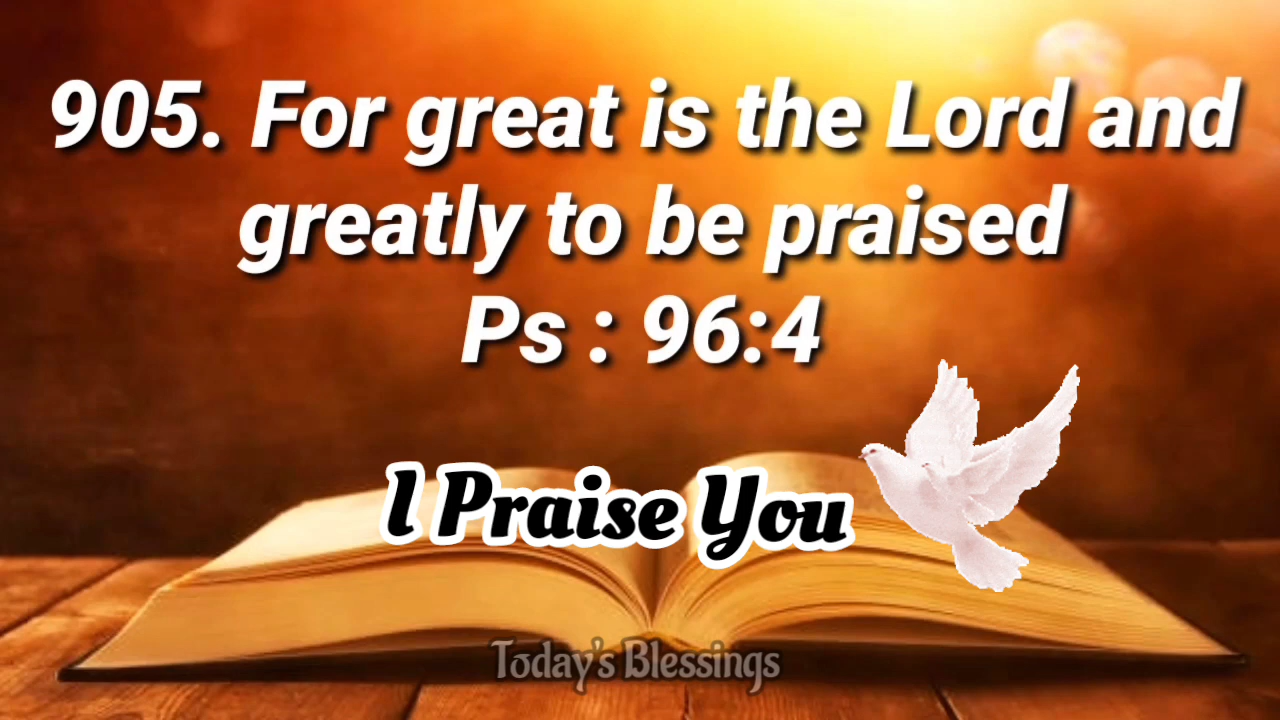 905. For great is the Lord and
greatly to be praised
Ps : 96:4
I Praise You
Today's Blessings